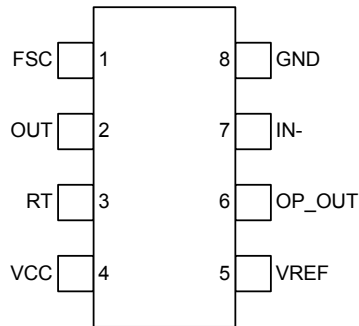 FSC 1 8 GND
OUT 2 7 IN-
RT 3 6 OP_OUT
VCC 4 5 VREF